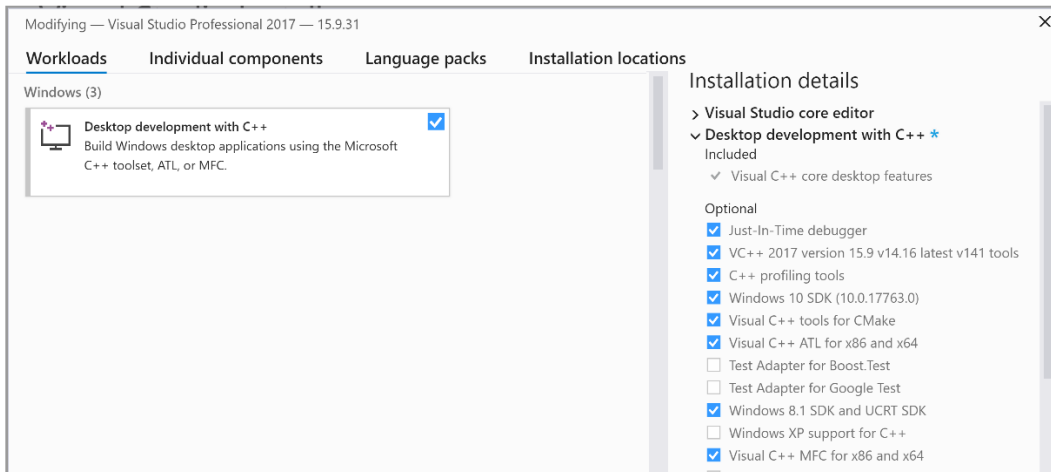 Modifying — Visual Studio Professional 2017 — 15.9.31
Workloads
Individual components
Language packs
Installation locations
Windows (3)
Desktop development with C++
Build Windows desktop applications using the Microsoft
C++ toolset, ATL, or MFC.
Installation details
Visual Studio core editor
Desktop development with C++ *
Included
Visual C++ core desktop features
Optional
Just-In-Time debugger
VC++ 2017 version 15.9 v14.16 latest v141 tools
C++ profiling tools
Windows 10 SDK (10.0.17763.0)
Visual C++ tools for CMake
Visual C++ ATL for x86 and x64
Test Adapter for Boost.Test
Test Adapter for Google Test
Windows 8.1 SDK and UCRT SDK
Windows XP support for C++
Visual C++ MFC for x86 and x64